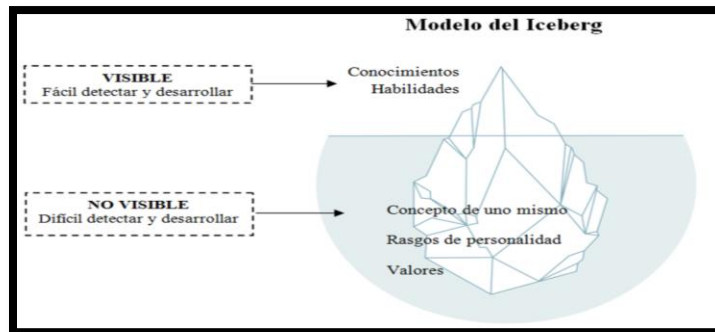 Modelo del Iceberg
VISIBLE
Fácil detectar y desarrollar
Conocimientos
Habilidades
NO VISIBLE
Difícil detectar y desarrollar
Concepto de uno mismo
Rasgos de personalidad
Valores